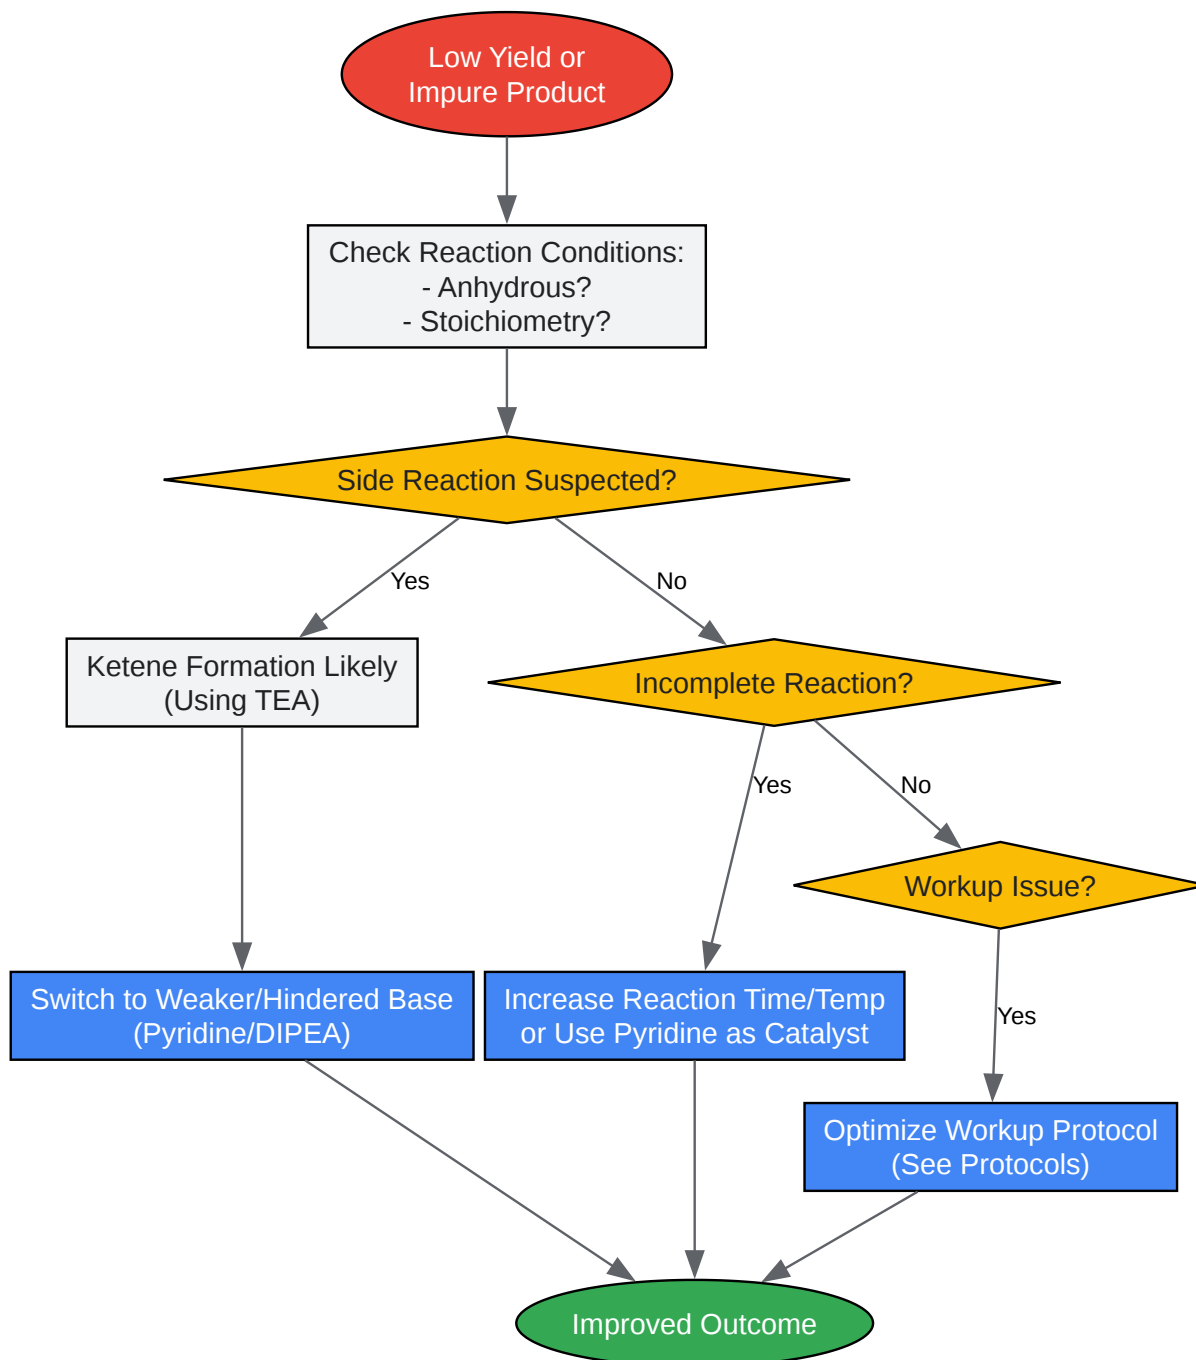 Low Yield or
Impure Product
Check Reaction Conditions:
- Anhydrous?
- Stoichiometry?
Side Reaction Suspected?
Yes
No
Ketene Formation Likely
(Using TEA)
Incomplete Reaction?
Yes
No
Workup Issue?
Switch to Weaker/Hindered Base
(Pyridine/DIPEA)
Increase Reaction Time/Temp
or Use Pyridine as Catalyst
Yes
Optimize Workup Protocol
(See Protocols)
Improved Outcome